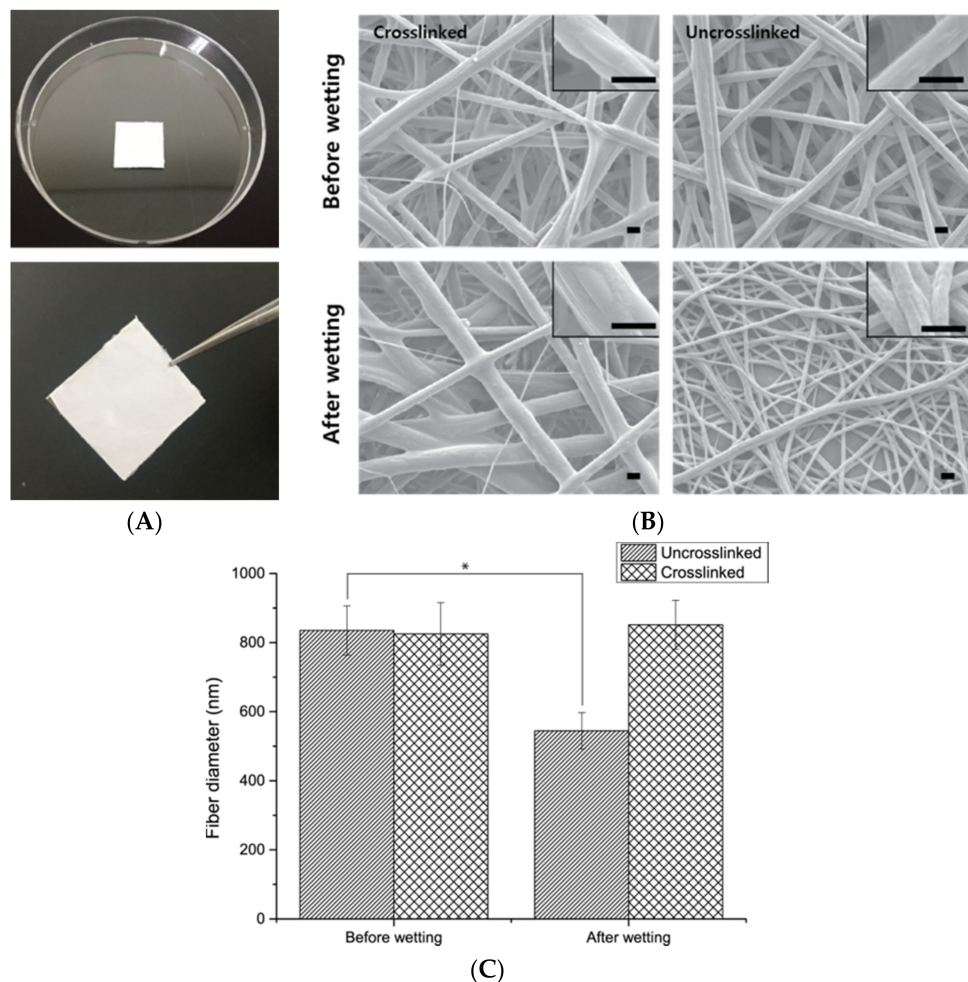 Crosslinked
Uncrosslinked
Before wetting
After wetting
(A)
(B)
Uncrosslinked
Crosslinked
*
1000
800
600
400
200
0
Fiber diameter (nm)
Before wetting
After wetting
(C)